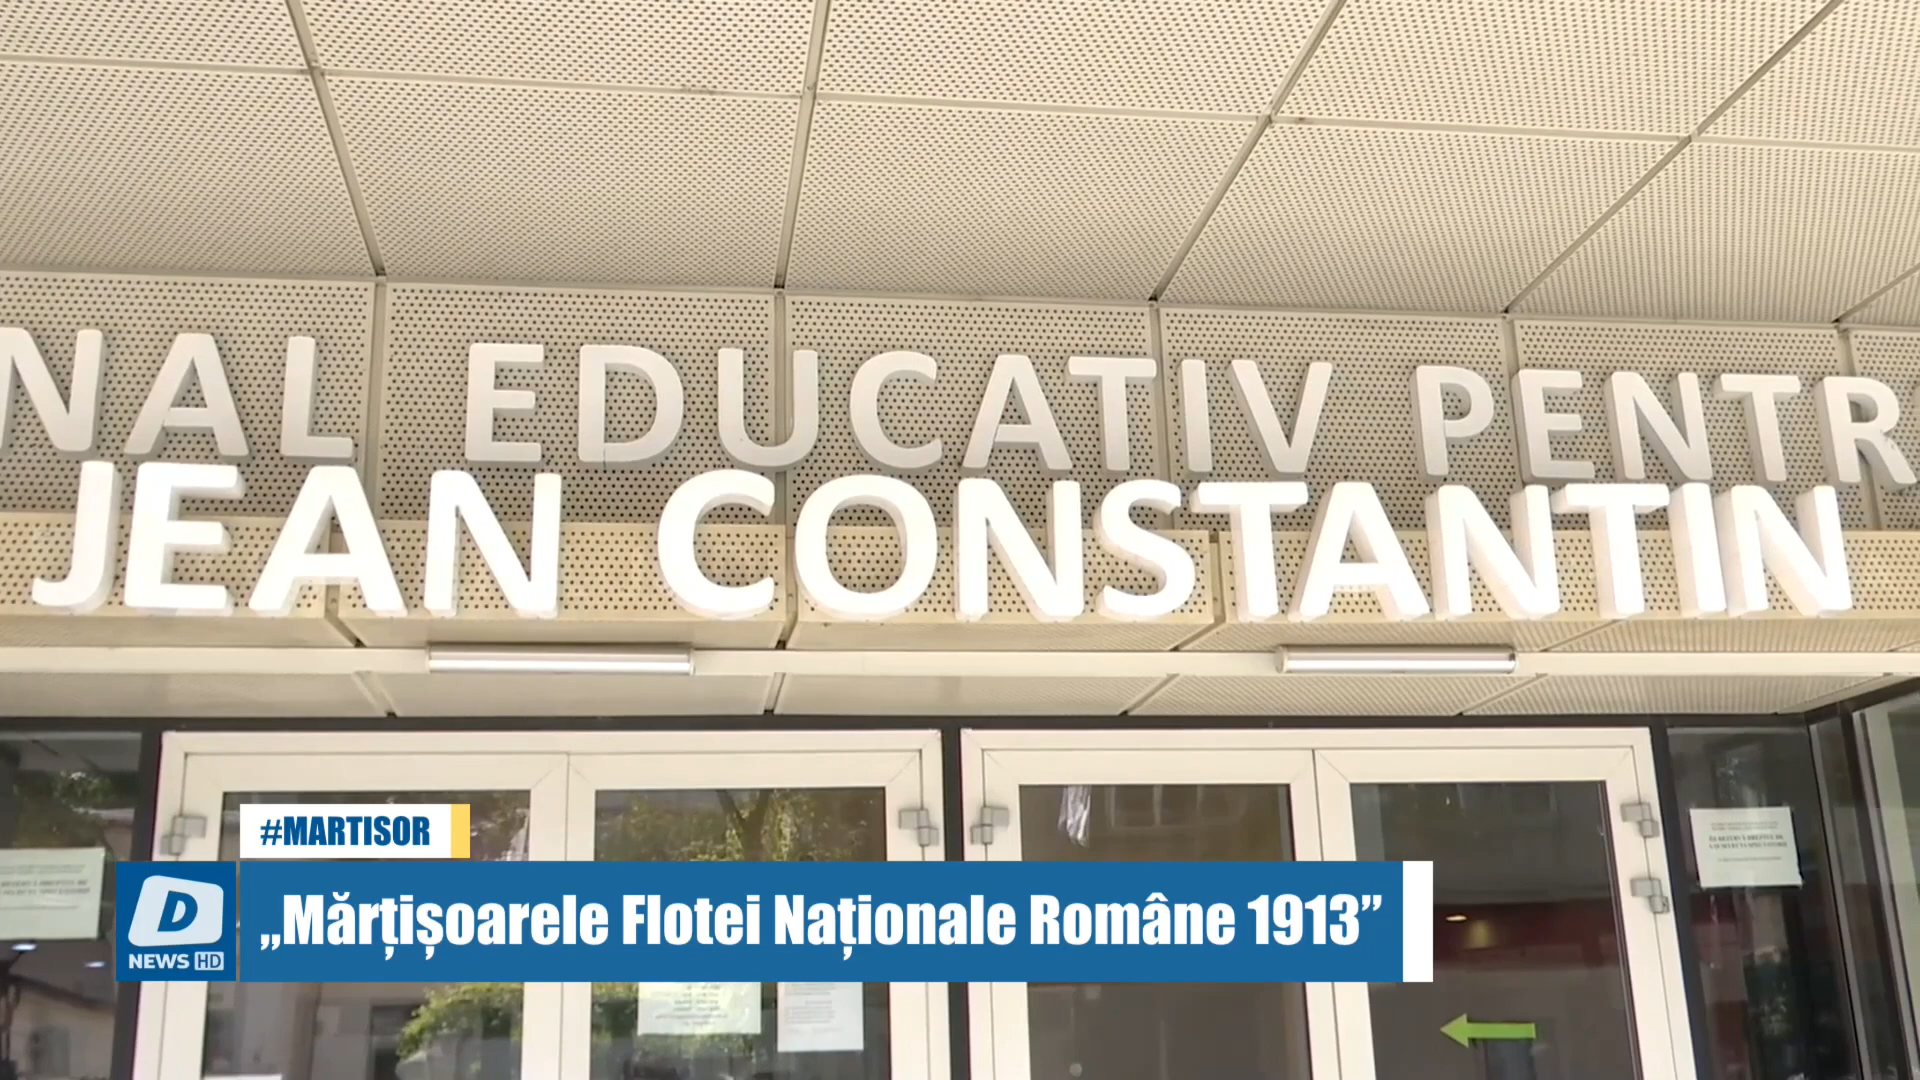 NAL EDUCATIV PENTR
JEAN CONSTANTIN
#MARTISOR
D
NEWS HD
„Mărțișoarele Flotei Naționale Române 1913”